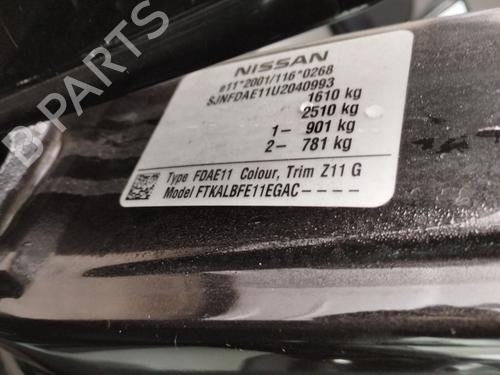 B PARTS
NISSAN
e11*2001/116*0268
SJNFDAE11U2040993
1610 kg
2510 kg
1- 901 kg
2- 781 kg
Type FDAE11 Colour, Trim Z11 G
Model FTKALBFE11EGAC----